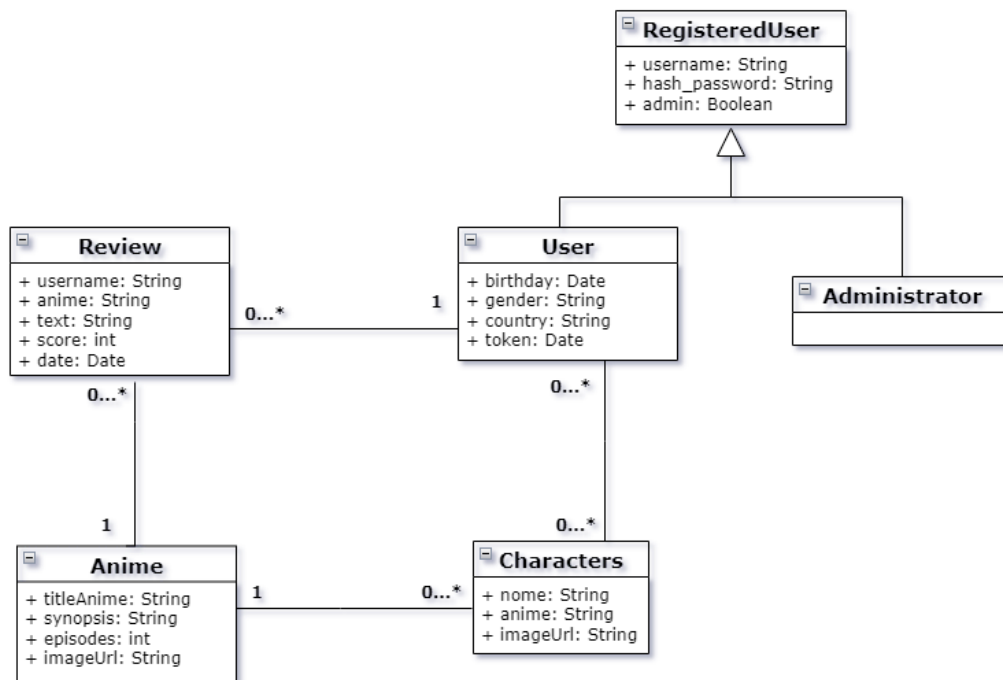 RegisteredUser
+ username: String
+ hash_password: String
+ admin: Boolean
Review
+ username: String
+ anime: String
+ text: String
+ score: int
+ date: Date
0...*
1
User
+ birthday: Date
+ gender: String
+ country: String
+ token: Date
Administrator
0...*
0...*
1
0...*
Anime
+ titleAnime: String
+ synopsis: String
+ episodes: int
+ imageUrl: String
1
0...*
Characters
+ nome: String
+ anime: String
+ imageUrl: String